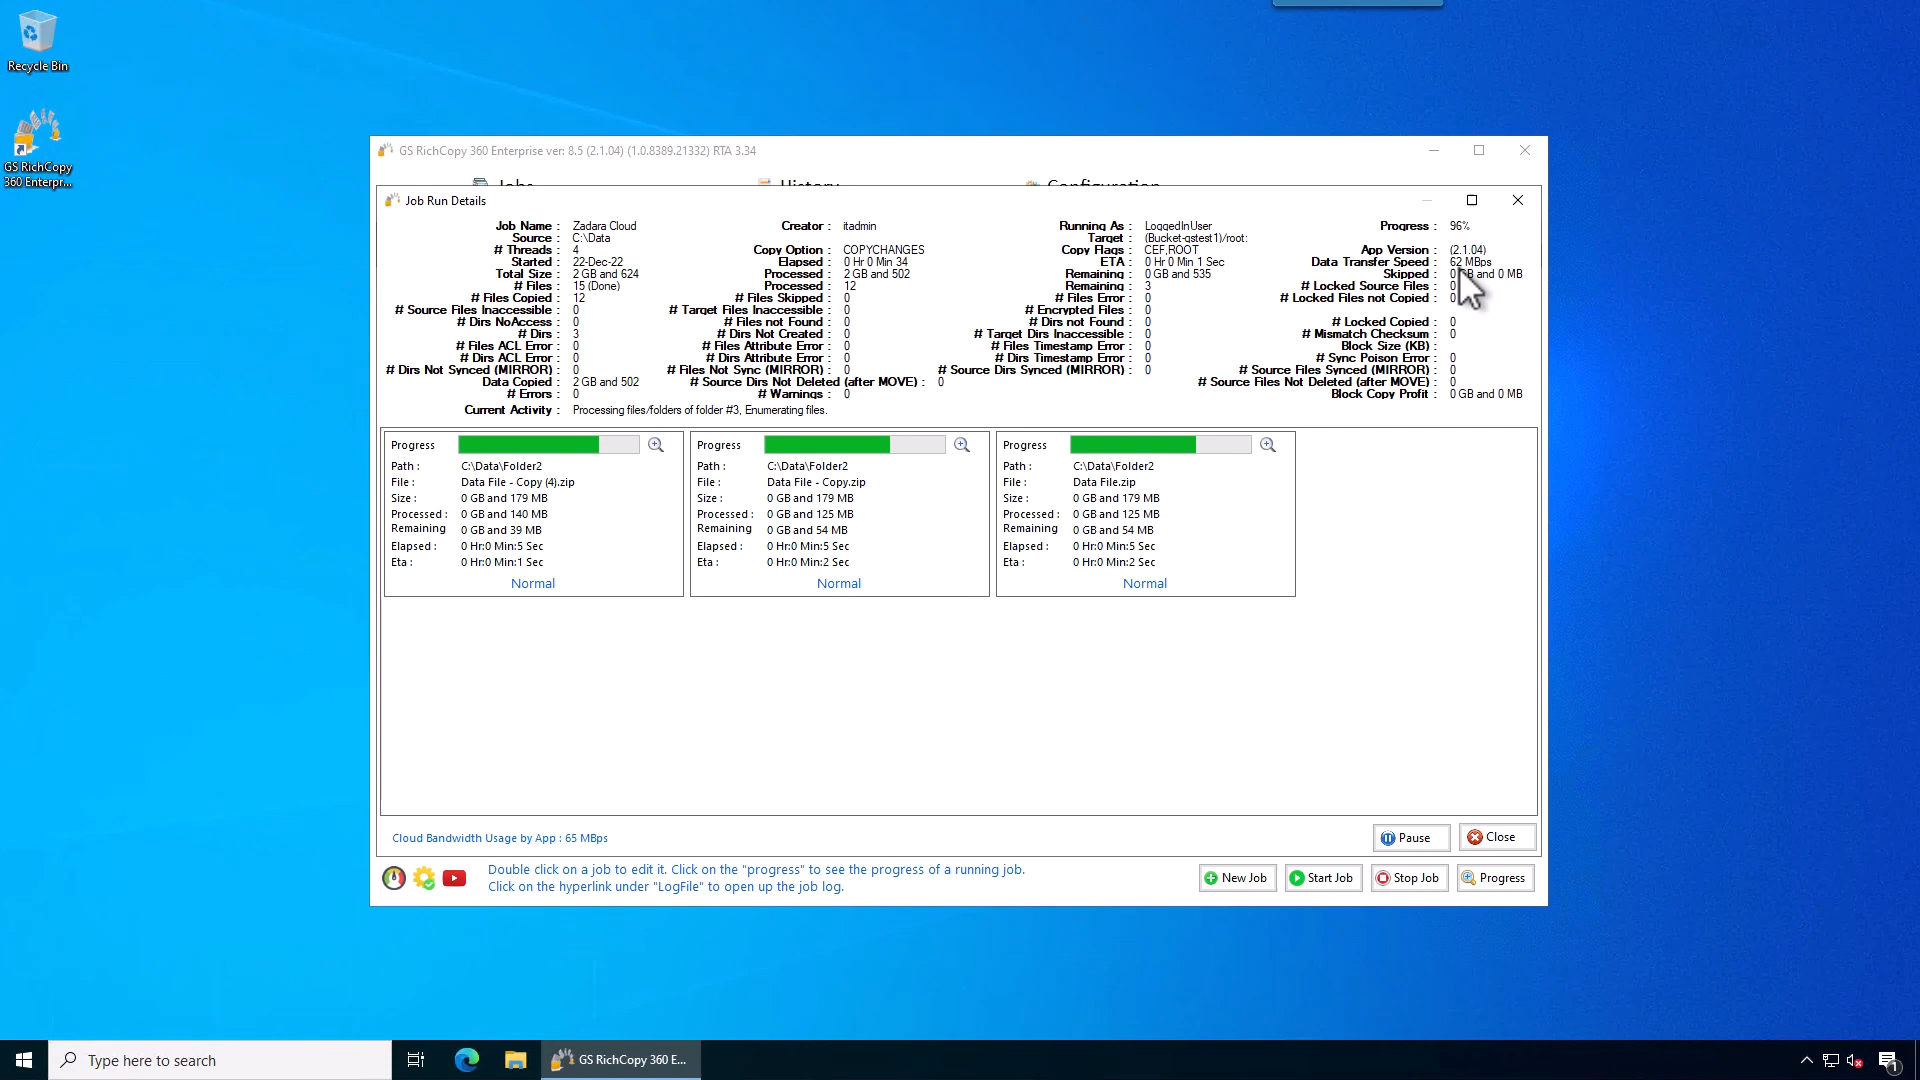 Recycle Bin
GS RichCopy
360 Enterpr...
GS RichCopy 360 Enterprise ver: 8.5 (2.1.04) (1.0.8389.21332) RTA 3.34
Jobs History Configuration
Job Run Details
Job Name : Zadara Cloud Creator : itadmin Running As : LoggedInUser Progress : 96%
Source : C:\Data Target : (Bucket-gstest1)/root:
# Threads : 4 Copy Option : COPYCHANGES Copy Flags : CEF,ROOT App Version : (2.1.04)
Started : 22-Dec-22 Elapsed : 0 Hr 0 Min 34 ETA : 0 Hr 0 Min 1 Sec Data Transfer Speed : 62 MBps
Total Size : 2 GB and 624 Processed : 2 GB and 502 Remaining : 0 GB and 535 Skipped : 0 GB and 0 MB
# Files : 15 (Done) Processed : 12 Remaining : 3 # Locked Source Files : 0
# Files Copied : 12 # Files Skipped : 0 # Files Error : 0 # Locked Files not Copied : 0
# Source Files Inaccessible : 0 # Target Files Inaccessible : 0 # Encrypted Files : 0
# Dirs NoAccess : 0 # Files not Found : 0 # Dirs not Found : 0 # Locked Copied : 0
# Dirs : 3 # Dirs Not Created : 0 # Target Dirs Inaccessible : 0 # Mismatch Checksum : 0
# Files ACL Error : 0 # Files Attribute Error : 0 # Files Timestamp Error : 0 Block Size (KB) :
# Dirs ACL Error : 0 # Dirs Attribute Error : 0 # Dirs Timestamp Error : 0 # Sync Poison Error : 0
# Dirs Not Synced (MIRROR) : 0 # Files Not Sync (MIRROR) : 0 # Source Dirs Synced (MIRROR) : 0 # Source Files Synced (MIRROR) : 0
Data Copied : 2 GB and 502 # Source Dirs Not Deleted (after MOVE) : 0 # Source Files Not Deleted (after MOVE) : 0
# Errors : 0 # Warnings : 0 Block Copy Profit : 0 GB and 0 MB
Current Activity : Processing files/folders of folder #3, Enumerating files.
Progress
Path : C:\Data\Folder2
File : Data File - Copy (4).zip
Size : 0 GB and 179 MB
Processed : 0 GB and 140 MB
Remaining 0 GB and 39 MB
Elapsed : 0 Hr:0 Min:5 Sec
Eta : 0 Hr:0 Min:1 Sec
Normal
Progress
Path : C:\Data\Folder2
File : Data File - Copy.zip
Size : 0 GB and 179 MB
Processed : 0 GB and 125 MB
Remaining 0 GB and 54 MB
Elapsed : 0 Hr:0 Min:5 Sec
Eta : 0 Hr:0 Min:2 Sec
Normal
Progress
Path : C:\Data\Folder2
File : Data File.zip
Size : 0 GB and 179 MB
Processed : 0 GB and 125 MB
Remaining 0 GB and 54 MB
Elapsed : 0 Hr:0 Min:5 Sec
Eta : 0 Hr:0 Min:2 Sec
Normal
Cloud Bandwidth Usage by App : 65 MBps
Pause Close
Double click on a job to edit it. Click on the "progress" to see the progress of a running job.
Click on the hyperlink under "LogFile" to open up the job log.
New Job Start Job Stop Job Progress
Type here to search
GS RichCopy 360 E...
1